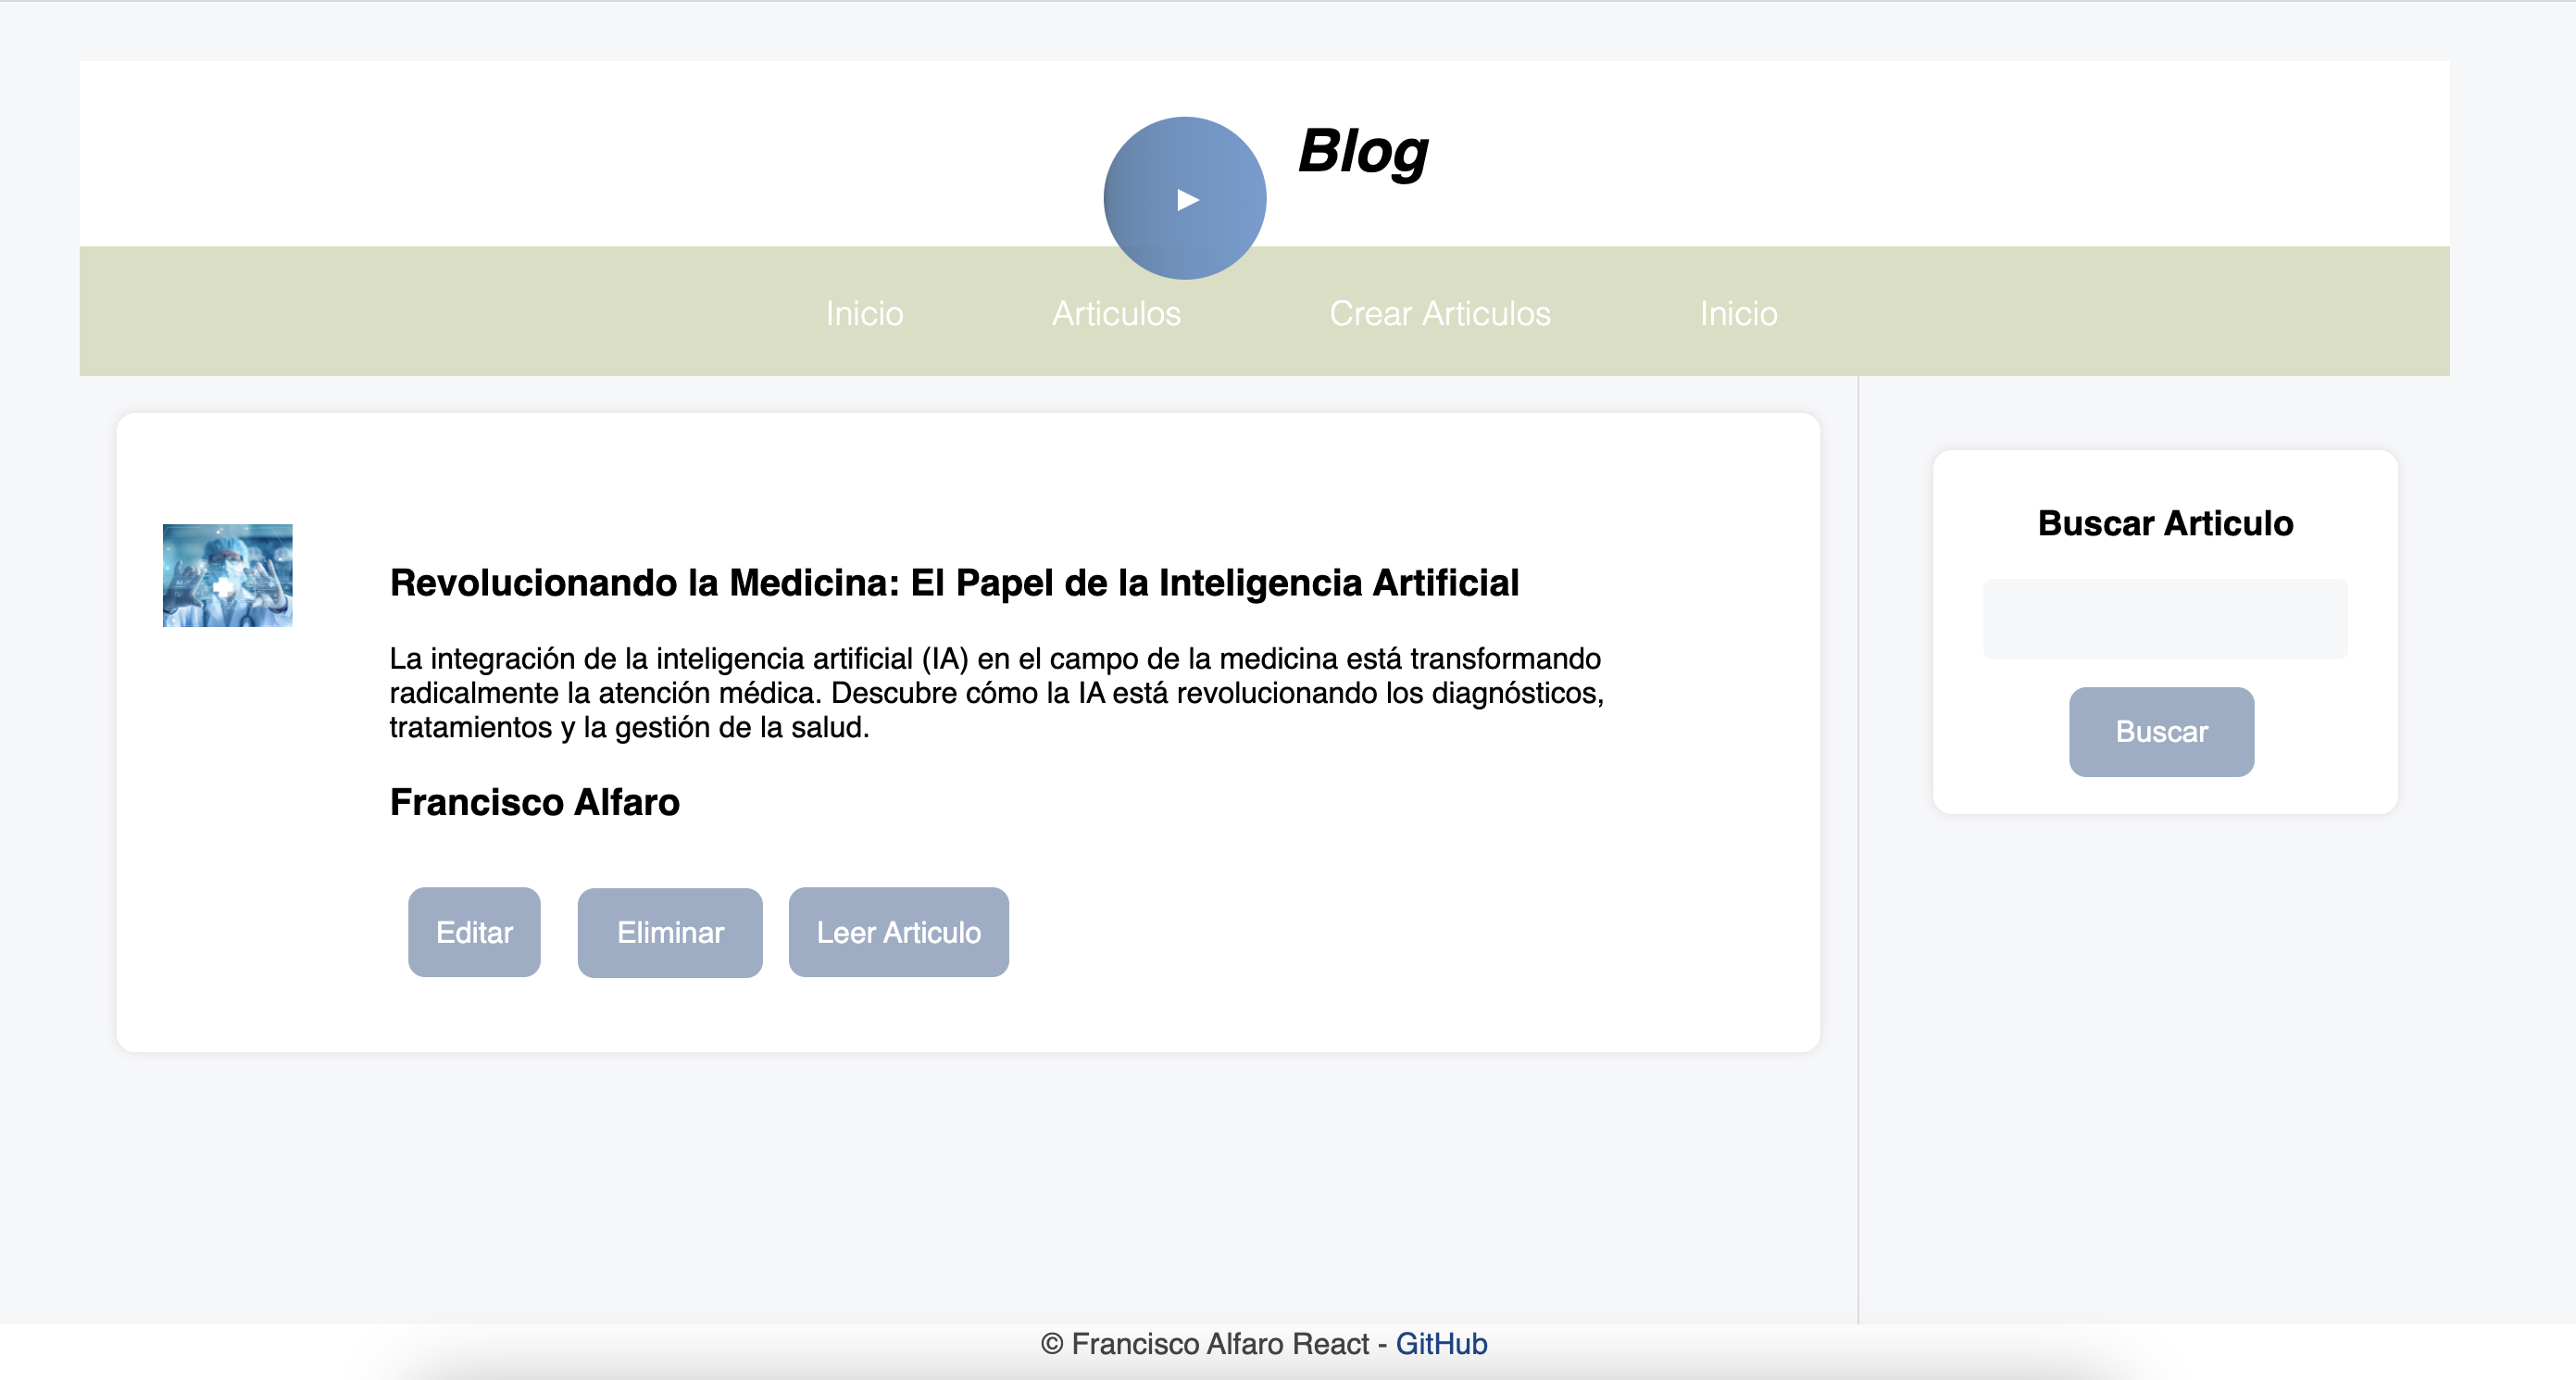 Blog
Inicio Articulos Crear Articulos Inicio
Revolucionando la Medicina: El Papel de la Inteligencia Artificial
La integración de la inteligencia artificial (IA) en el campo de la medicina está transformando
radicalmente la atención médica. Descubre cómo la IA está revolucionando los diagnósticos,
tratamientos y la gestión de la salud.
Francisco Alfaro
Editar Eliminar Leer Articulo
Buscar Articulo
Buscar
© Francisco Alfaro React - GitHub